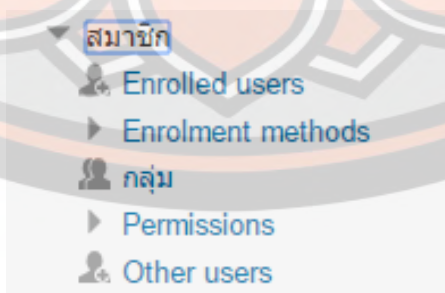 สมาชิก
Enrolled users
Enrolment methods
กลุ่ม
Permissions
Other users